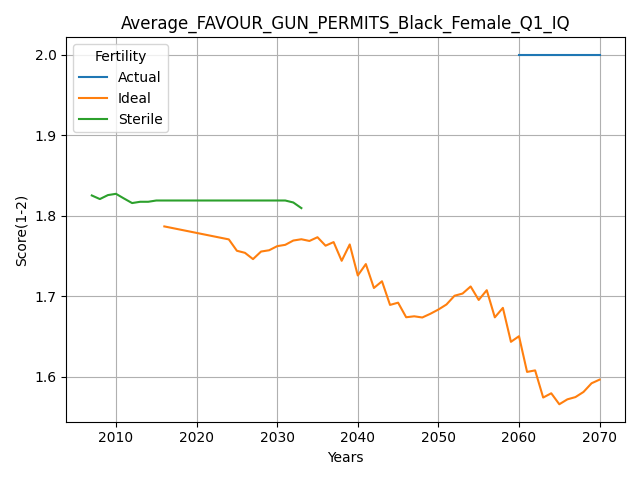 Average_FAVOUR_GUN_PERMITS_Black_Female_Q1_IQ
Fertility
Actual
Ideal
Sterile
Score(1-2)
2.0
1.9
1.8
1.7
1.6
2010 2020 2030 2040 2050 2060 2070
Years